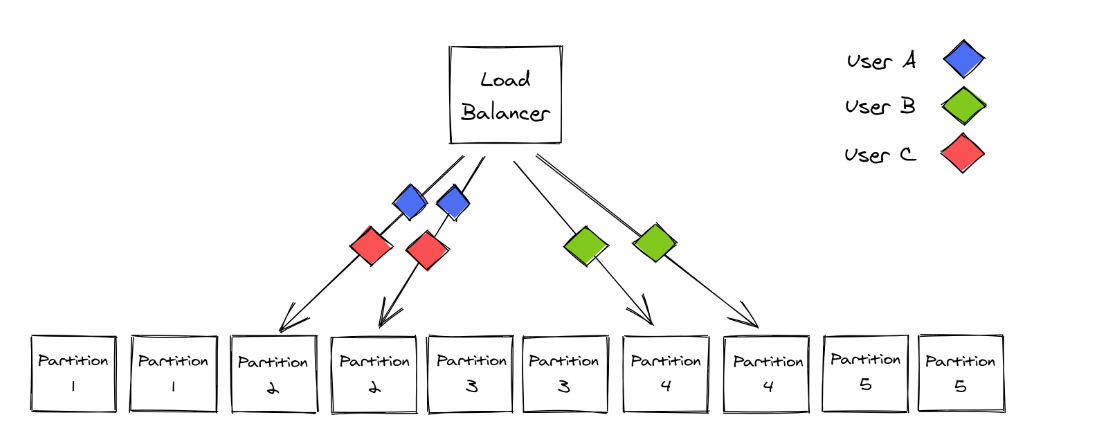 Load
Balancer
User A
User B
User C
Partition
1
Partition
1
Partition
2
Partition
2
Partition
3
Partition
3
Partition
4
Partition
4
Partition
5
Partition
5